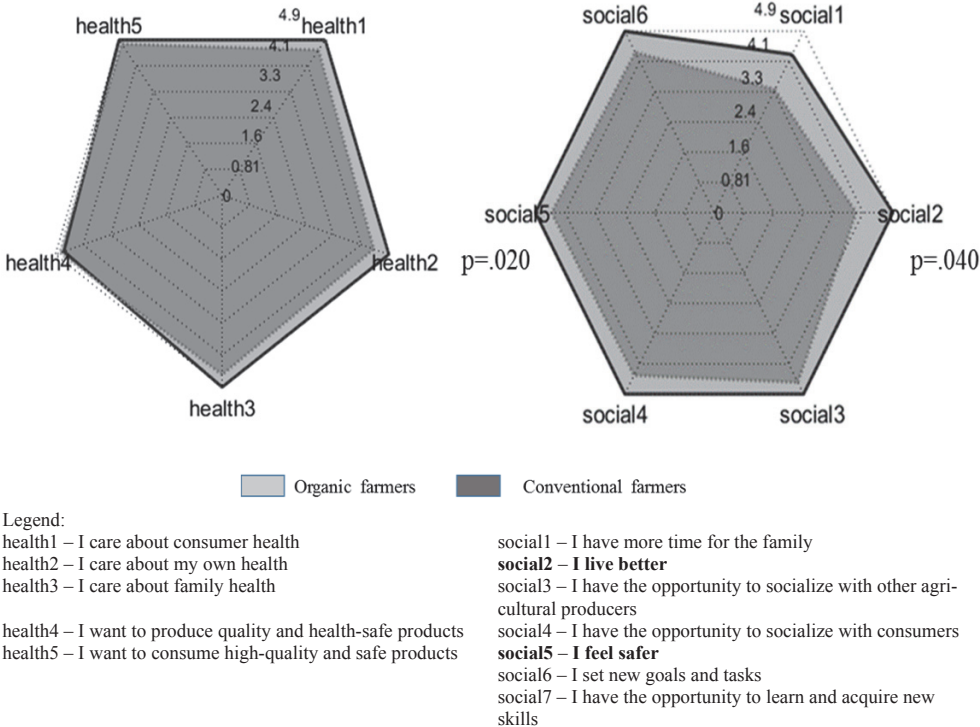 health5
4.9
health1
4.1
3.3
2.4
1.6
0.81
0
health4
health2
health3
social6
4.9
social1
4.1
3.3
2.4
1.6
0.81
0
social5
social2
p=.020
p=.040
social4
social3
Organic farmers
Conventional farmers
Legend:
health1 – I care about consumer health
health2 – I care about my own health
health3 – I care about family health
health4 – I want to produce quality and health-safe products
health5 – I want to consume high-quality and safe products
social1 – I have more time for the family
social2 – I live better
social3 – I have the opportunity to socialize with other agri-
cultural producers
social4 – I have the opportunity to socialize with consumers
social5 – I feel safer
social6 – I set new goals and tasks
social7 – I have the opportunity to learn and acquire new
skills